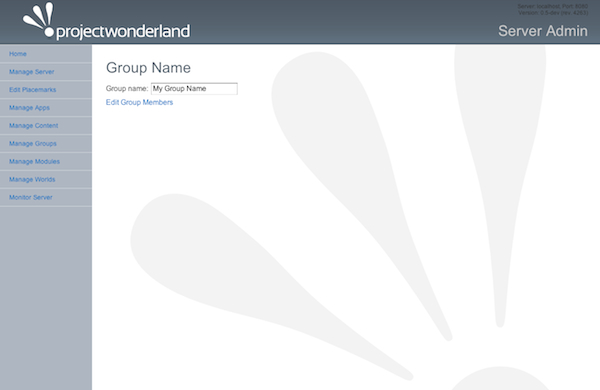 projectwonderland
Server: localhost, Port: 8080
Version: 0.5-dev (rev. 4263)
Server Admin
Home
Manage Server
Edit Placemarks
Manage Apps
Manage Content
Manage Groups
Manage Modules
Manage Worlds
Monitor Server
Group Name
Group name: My Group Name
Edit Group Members